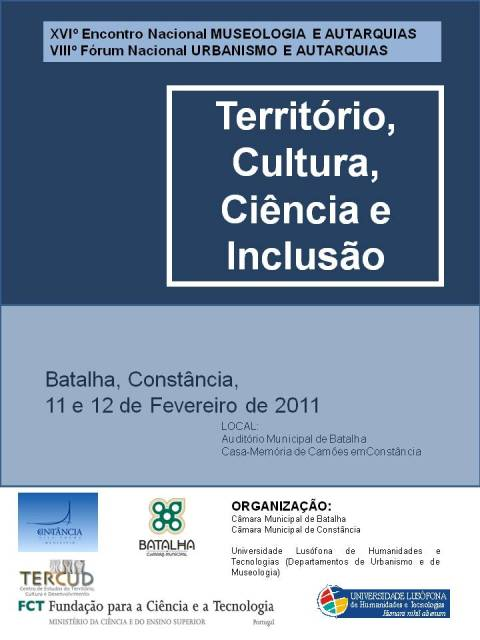 XVIº Encontro Nacional MUSEOLOGIA E AUTARQUIAS
VIIIº Fórum Nacional URBANISMO E AUTARQUIAS
Território,
Cultura,
Ciência e
Inclusão
Batalha, Constância,
11 e 12 de Fevereiro de 2011
LOCAL:
Auditório Municipal de Batalha
Casa-Memória de Camões emConstância
ORGANIZAÇÃO:
Câmara Municipal de Batalha
Câmara Municipal de Constância
Universidade Lusófona de Humanidades e
Tecnologias (Departamentos de Urbanismo e de
Museologia)
BATALHA
CÂMARA MUNICIPAL
TERCUD
Centro de Estudos do Território,
Cultura e Desenvolvimento
FCT Fundação para a Ciência e a Tecnologia
MINISTÉRIO DA CIÊNCIA E DO ENSINO SUPERIOR Portugal
UNIVERSIDADE LUSÓFONA
de Humanidades e Tecnologias
Humani nihil alienum